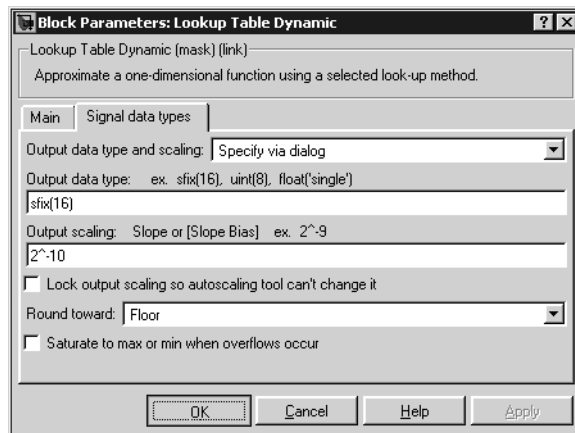 Block Parameters: Lookup Table Dynamic
Lookup Table Dynamic (mask) (link)
Approximate a one-dimensional function using a selected look-up method.
Main Signal data types
Output data type and scaling: Specify via dialog
Output data type: ex. sfix(16), uint(8), float('single')
sfix(16)
Output scaling: Slope or [Slope Bias] ex. 2^-9
2^-10
Lock output scaling so autoscaling tool can't change it
Round toward: Floor
Saturate to max or min when overflows occur
OK Cancel Help Apply